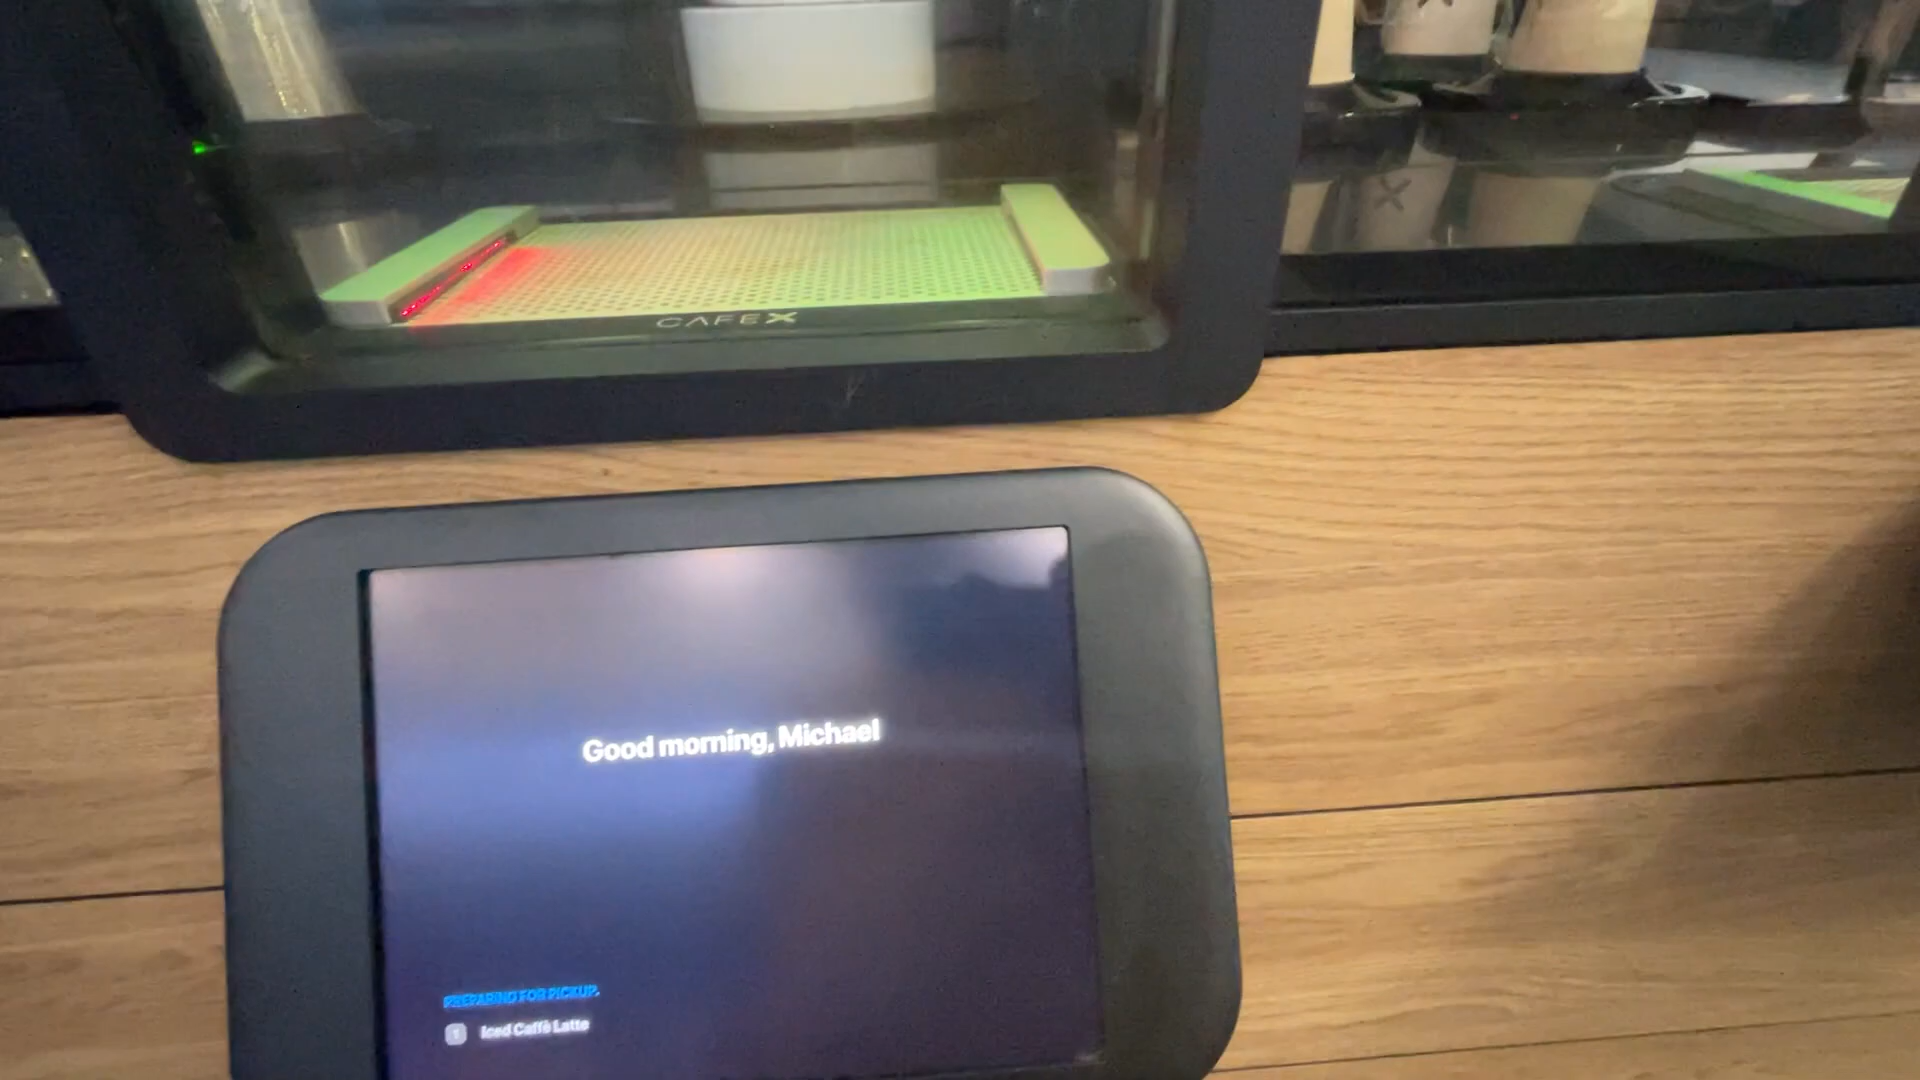 CAFE X
Good morning, Michael
PREPARING FOR PICKUP.
1 Iced Caffè Latte